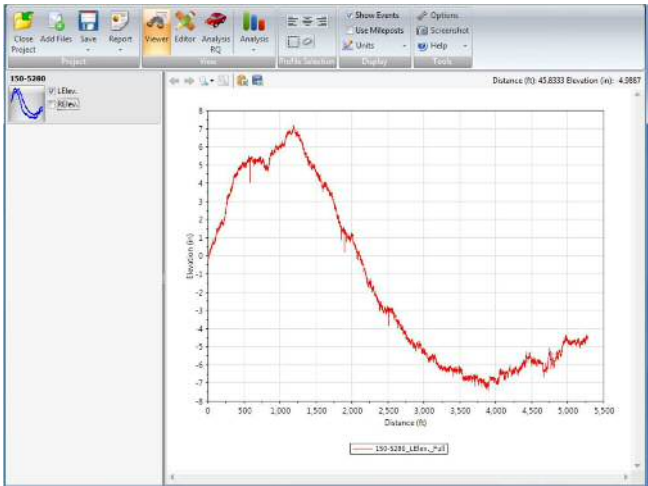 Close Project
Add Files
Save
Report
Viewer
Editor
Analysis RQ
Analysis
Show Events
Use Mileposts
Units
Options
Screenshot
Help
Project
View
Profile Selection
Display
Tools
150-5280
LElev.
RElev.
Distance (ft): 45.8333 Elevation (in): 4.9887
8
7
6
5
4
3
2
1
0
-1
-2
-3
-4
-5
-6
-7
-8
Elevation (in)
0 500 1,000 1,500 2,000 2,500 3,000 3,500 4,000 4,500 5,000 5,500
Distance (ft)
150-5280_LElev._Full